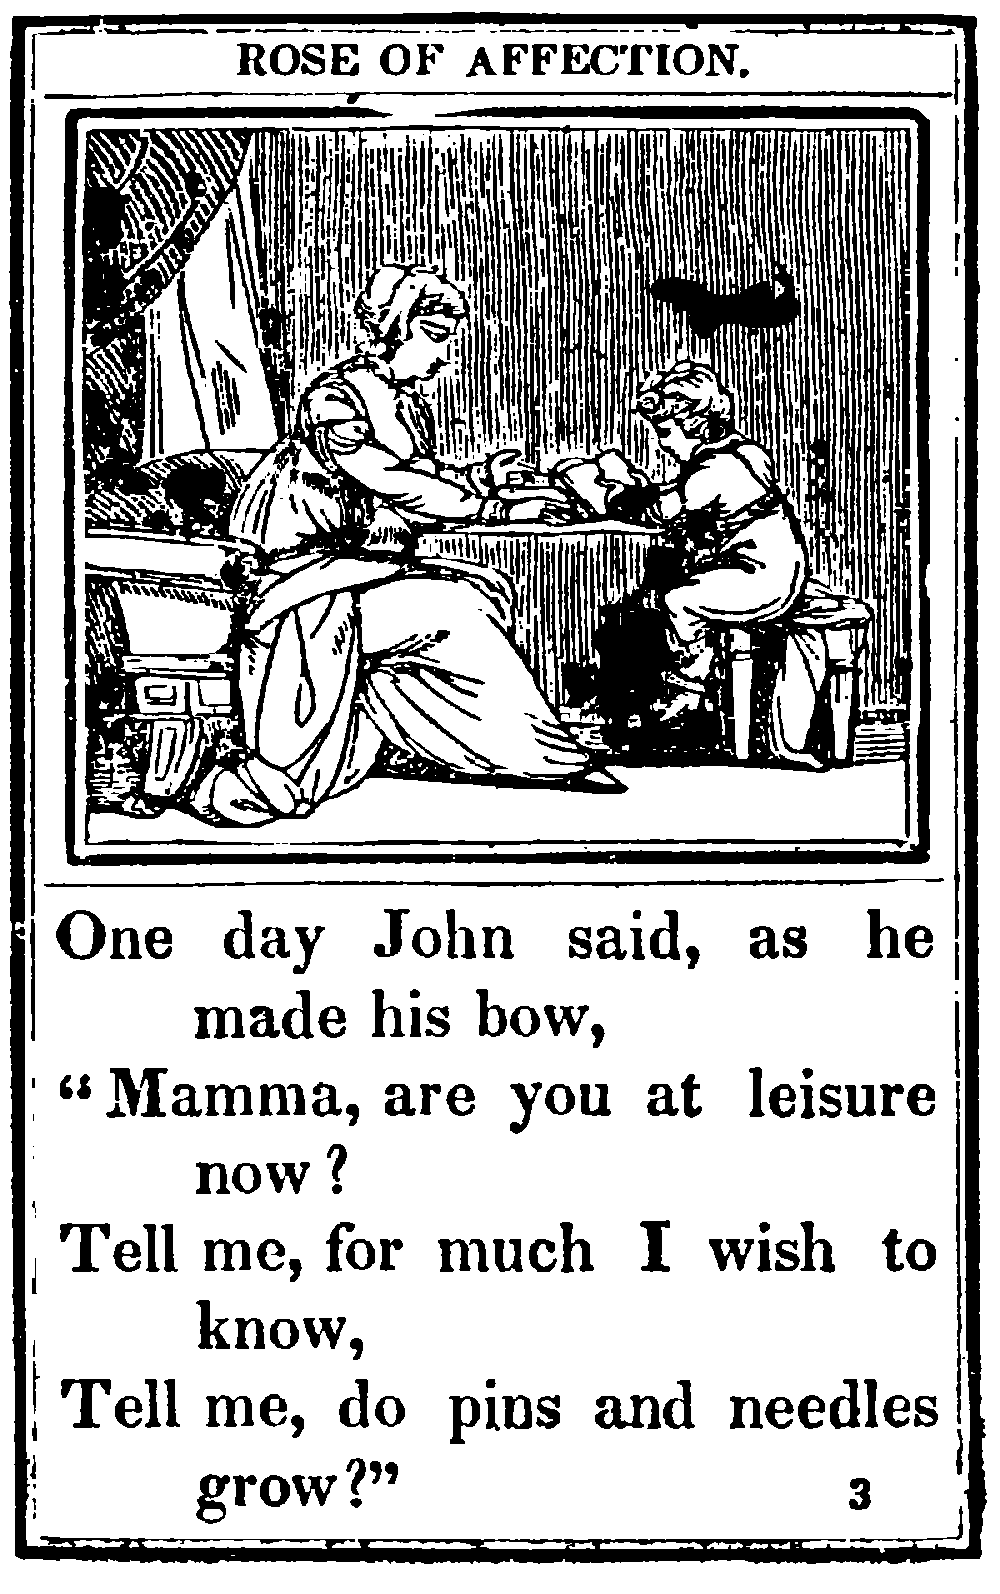 ROSE OF AFFECTION.
One day John said, as he
made his bow,
“Mamma, are you at leisure
now?
Tell me, for much I wish to
know,
Tell me, do pins and needles
grow?”
3